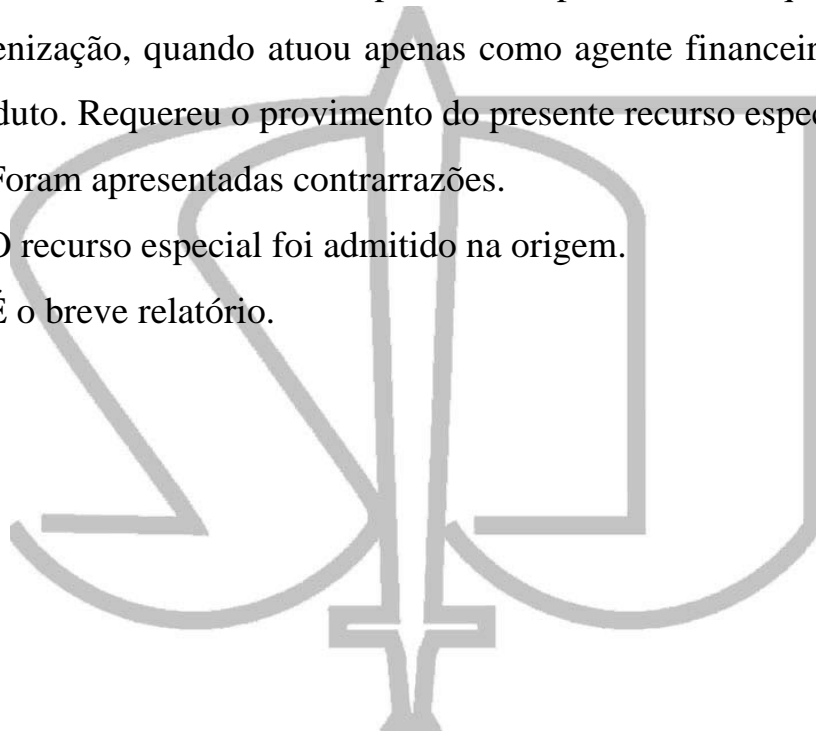 enização, quando atuou apenas como agente financeir
duto. Requereu o provimento do presente recurso espec
Foram apresentadas contrarrazões.
O recurso especial foi admitido na origem.
É o breve relatório.